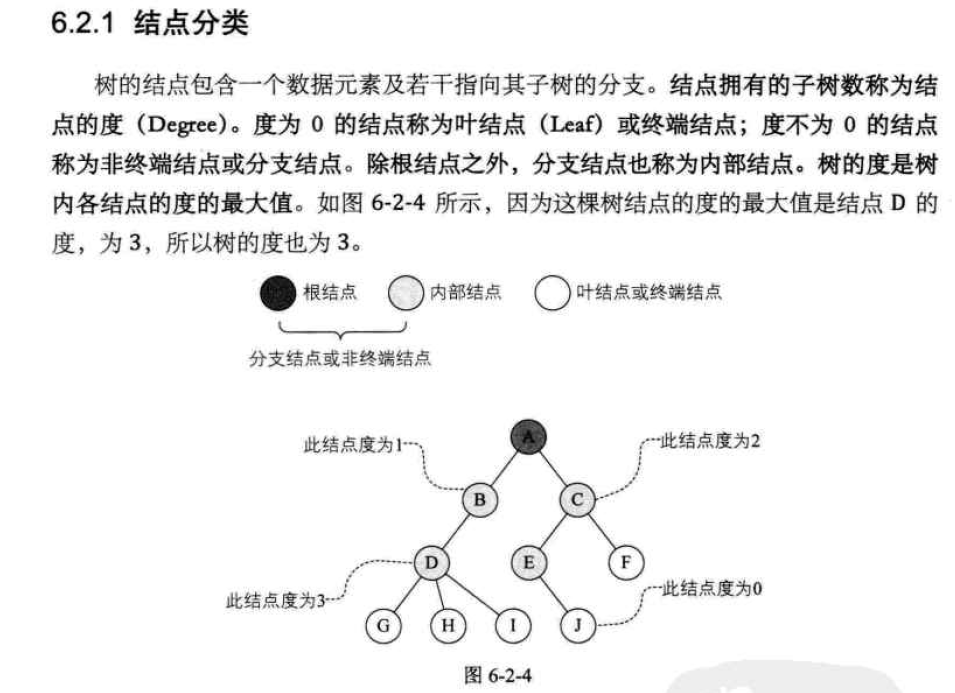 6.2.1 结点分类
树的结点包含一个数据元素及若干指向其子树的分支。结点拥有的子树数称为结
点的度（Degree）。度为 0 的结点称为叶结点（Leaf）或终端结点；度不为 0 的结点
称为非终端结点或分支结点。除根结点之外，分支结点也称为内部结点。树的度是树
内各结点的度的最大值。如图 6-2-4 所示，因为这棵树结点的度的最大值是结点 D 的
度，为 3，所以树的度也为 3。
根结点 内部结点 叶结点或终端结点
分支结点或非终端结点
此结点度为1 A 此结点度为2
B C
D E F
此结点度为3 此结点度为0
G H I J
图 6-2-4